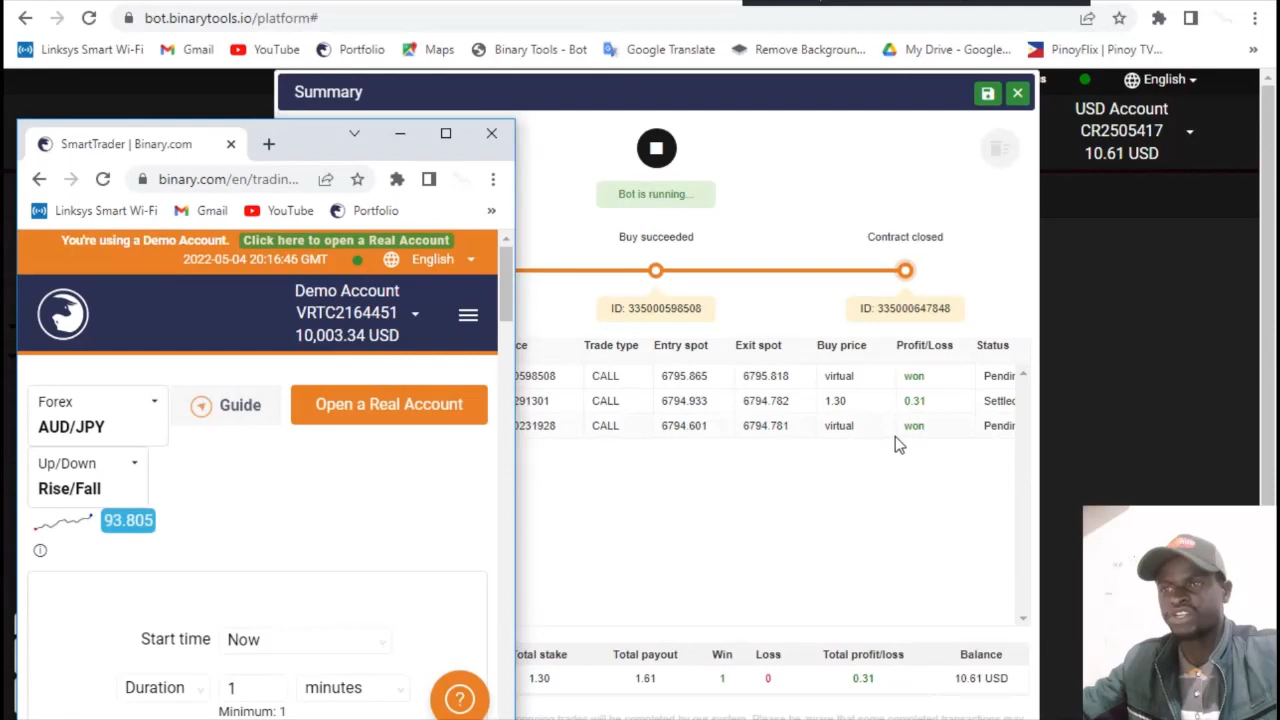 bot.binarytools.io/platform#
Linksys Smart Wi-Fi
Gmail
YouTube
Portfolio
Maps
Binary Tools - Bot
Google Translate
Remove Backgroun...
My Drive - Google...
PinoyFlix | Pinoy TV...
»
Summary
s
English
USD Account
CR2505417
10.61 USD
SmartTrader | Binary.com
binary.com/en/tradin...
Linksys Smart Wi-Fi
Gmail
YouTube
Portfolio
»
You're using a Demo Account. Click here to open a Real Account
2022-05-04 20:16:46 GMT
English
Demo Account
VRTC2164451
10,003.34 USD
Forex
AUD/JPY
Guide
Open a Real Account
Up/Down
Rise/Fall
93.805
Start time Now
Duration 1 minutes
Minimum: 1
?
Bot is running...
Buy succeeded Contract closed
ID: 335000598508 ID: 335000647848
ce Trade type Entry spot Exit spot Buy price Profit/Loss Status
0598508 CALL 6795.865 6795.818 virtual won Pendin
291301 CALL 6794.933 6794.782 1.30 0.31 Settled
0231928 CALL 6794.601 6794.781 virtual won Pendin
otal stake Total payout Win Loss Total profit/loss Balance
1.30 1.61 1 0 0.31 10.61 USD